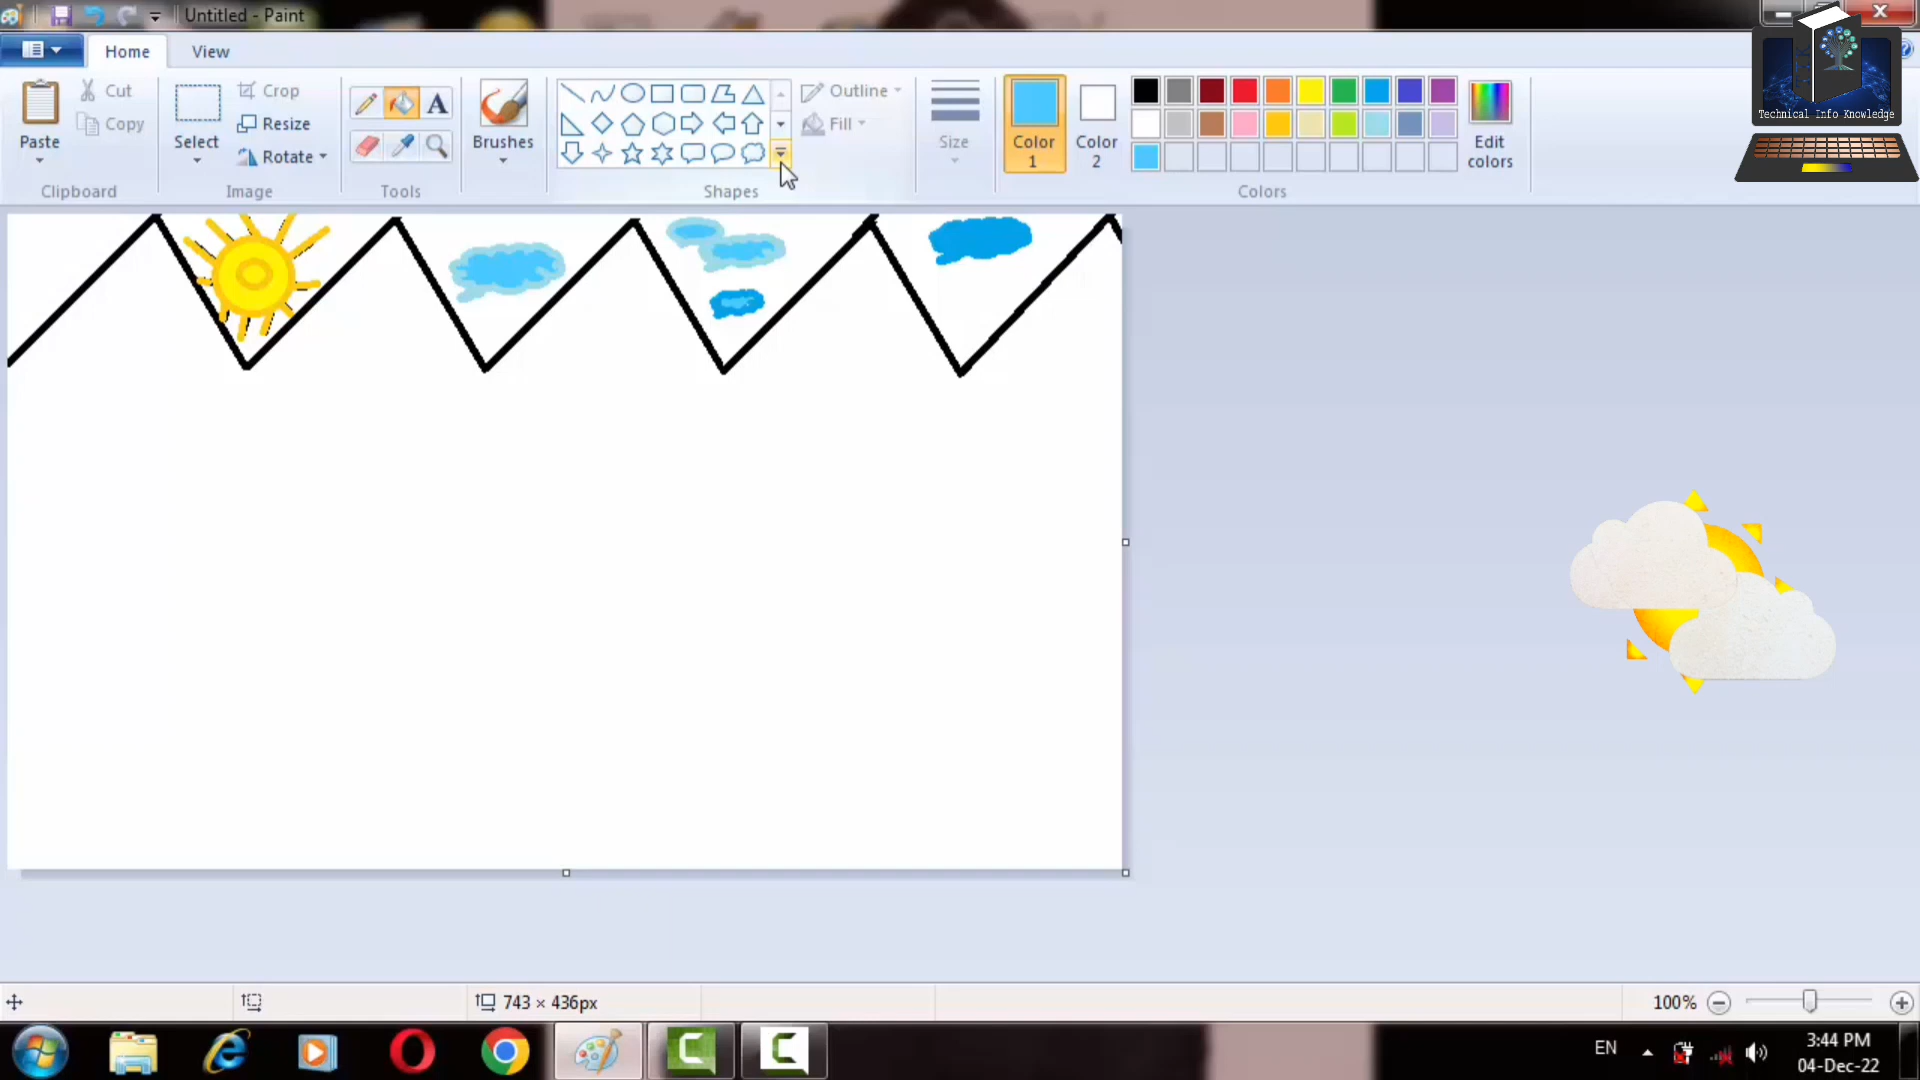 Untitled - Paint
Home
View
Technical Info Knowledge
Paste
Cut
Copy
Clipboard
Select
Crop
Resize
Rotate
Image
A
Tools
Brushes
Outline
Fill
Shapes
Size
Color 1
Color 2
Edit colors
Colors
743 × 436px
100%
EN
3:44 PM
04-Dec-22